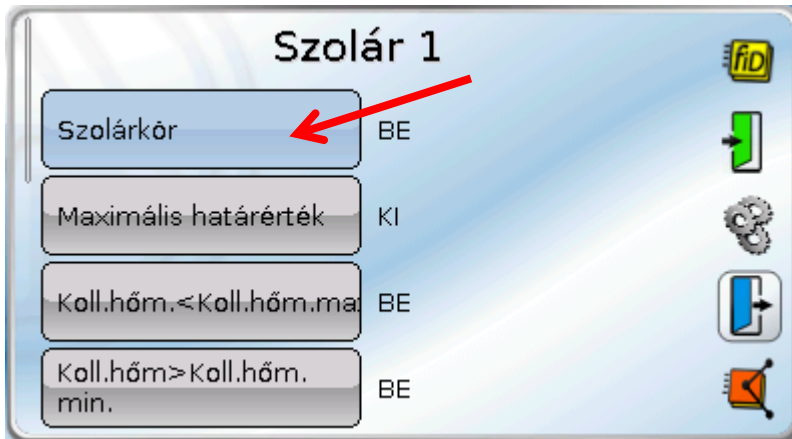 Szolár 1
fiD
Szolárkör
BE
Maximális határérték
KI
Koll.hőm.<Koll.hőm.ma
BE
Koll.hőm>Koll.hőm.
min.
BE